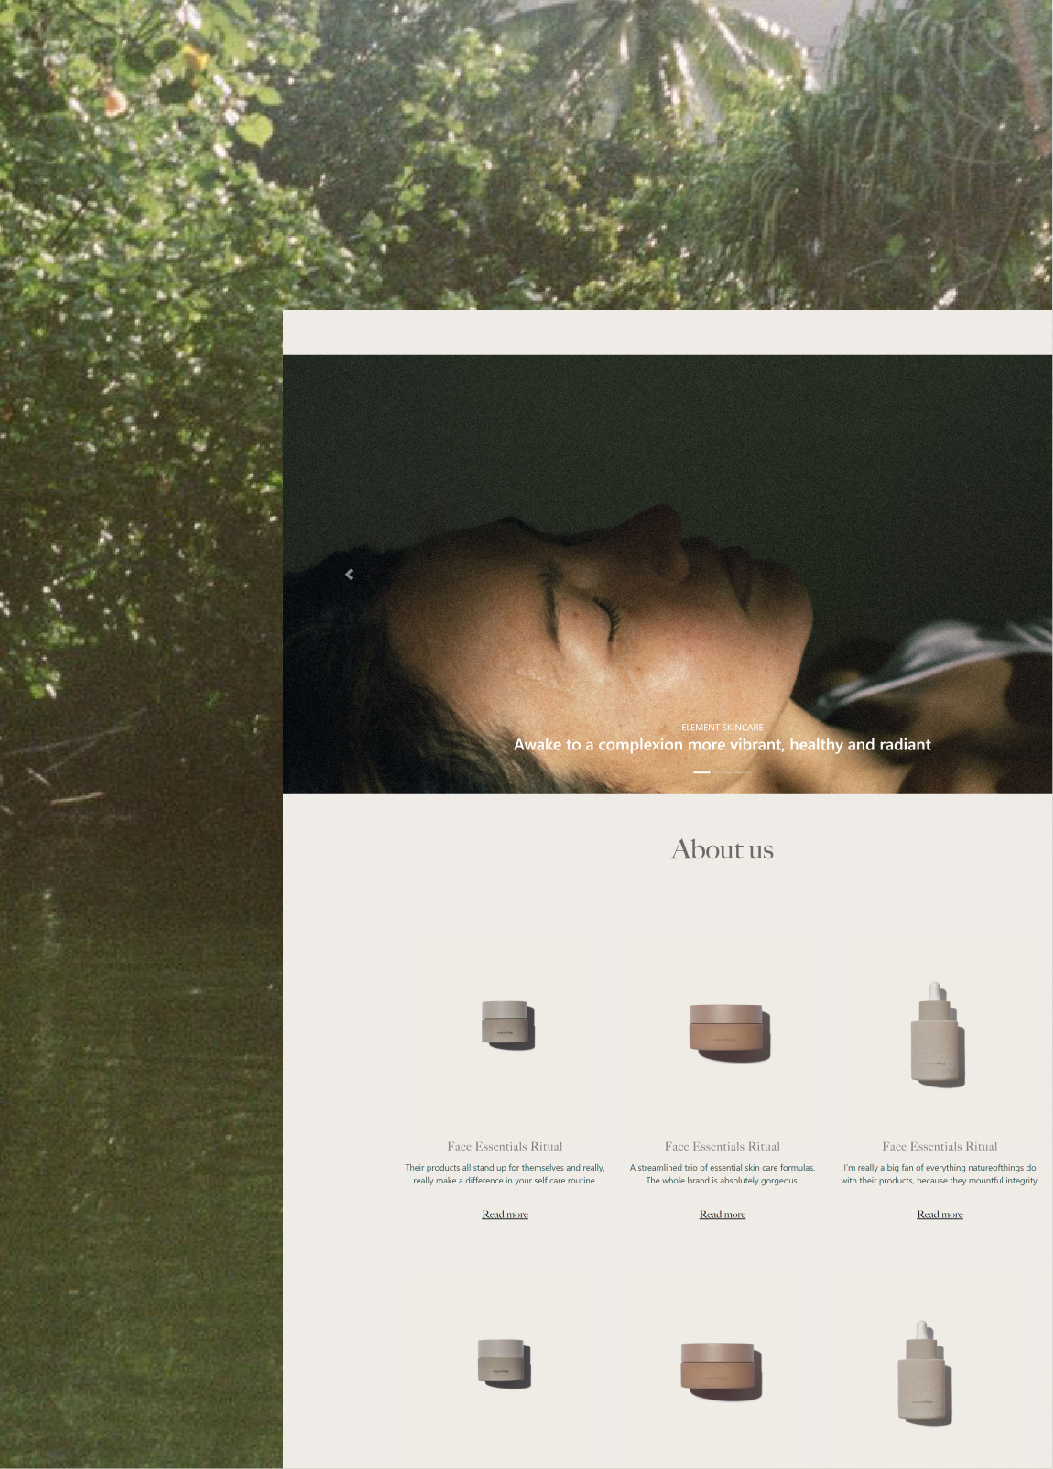 ELEMENT SKINCARE
Awake to a complexion more vibrant, healthy and radiant
About us
Face Essentials Ritual
Their products all stand up for themselves and really,
really make a difference in your self care routine
Read more
Face Essentials Ritual
A streamlined trio of essential skin care formulas.
The whole brand is absolutely gorgeous
Read more
Face Essentials Ritual
I'm really a big fan of everything natureofthings do
with their products, because they mountful integrity
Read more